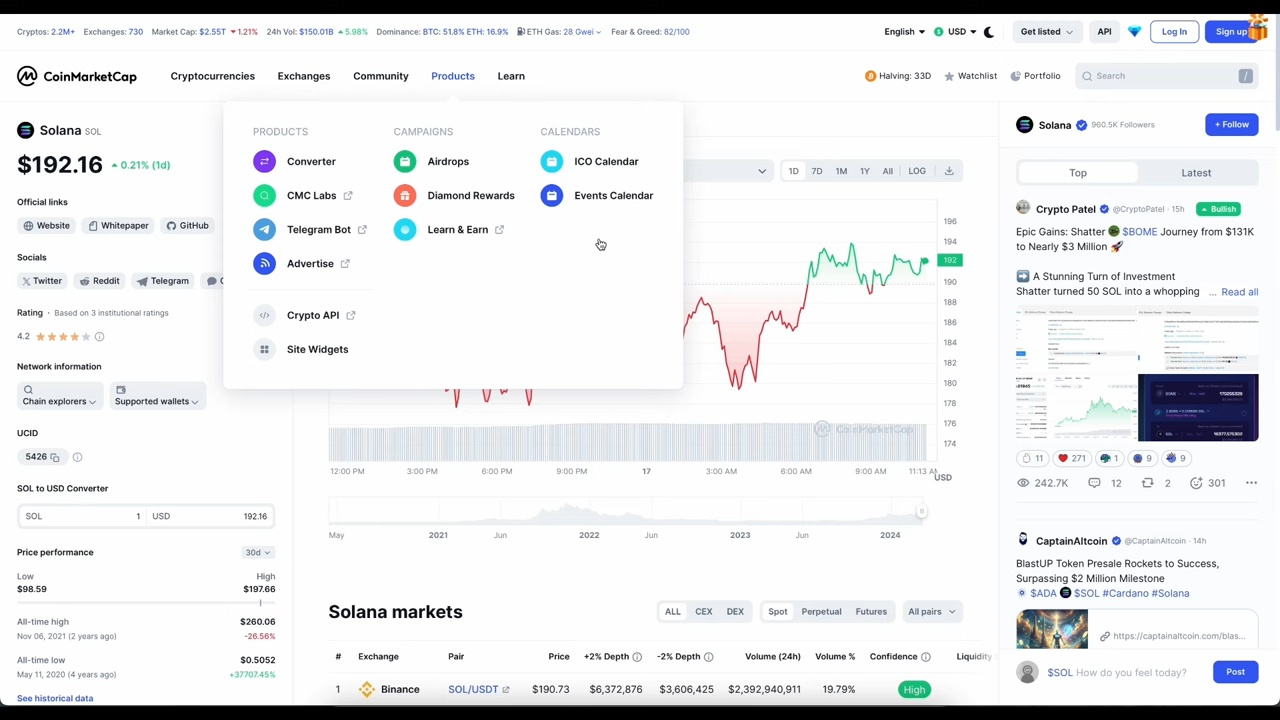 Cryptos: 2.2M+ Exchanges: 730 Market Cap: $2.55T 1.21% 24h Vol: $150.01B 5.98% Dominance: BTC: 51.8% ETH: 16.9% ETH Gas: 28 Gwei Fear & Greed: 82/100
English USD Get listed API Log In Sign up
CoinMarketCap Cryptocurrencies Exchanges Community Products Learn
Halving: 33D Watchlist Portfolio Search /
Solana SOL
$192.16 0.21% (1d)
Official links
Website Whitepaper GitHub
Socials
Twitter Reddit Telegram
Rating · Based on 3 institutional ratings
4.2
Network information
Chain explorers Supported wallets
UCID
5426
SOL to USD Converter
SOL 1 USD 192.16
Price performance 30d
Low High
$98.59 $197.66
All-time high $260.06
Nov 06, 2021 (2 years ago) -26.56%
All-time low $0.5052
May 11, 2020 (4 years ago) +37707.45%
See historical data
PRODUCTS CAMPAIGNS CALENDARS
Converter Airdrops ICO Calendar
CMC Labs Diamond Rewards Events Calendar
Telegram Bot Learn & Earn
Advertise
Crypto API
Site Widgets
1D 7D 1M 1Y All LOG
196
194
192
190
188
186
184
182
180
178
176
174
CoinMarketCap
12:00 PM 3:00 PM 6:00 PM 9:00 PM 17 3:00 AM 6:00 AM 9:00 AM 11:13 AM
USD
May 2021 Jun 2022 Jun 2023 Jun 2024
Solana markets
ALL CEX DEX Spot Perpetual Futures All pairs
# Exchange Pair Price +2% Depth -2% Depth Volume (24h) Volume % Confidence Liquidity
1 Binance SOL/USDT $190.73 $6,372,876 $3,606,425 $2,392,940,911 19.79% High
Solana 960.5K Followers + Follow
Top Latest
Crypto Patel @CryptoPatel · 15h Bullish
Epic Gains: Shatter $BOME Journey from $131K
to Nearly $3 Million
A Stunning Turn of Investment
Shatter turned 50 SOL into a whopping ... Read all
11 271 1 9 9
242.7K 12 2 301
CaptainAltcoin @CaptainAltcoin · 14h
BlastUP Token Presale Rockets to Success,
Surpassing $2 Million Milestone
$ADA $SOL #Cardano #Solana
https://captainaltcoin.com/blas...
$SOL How do you feel today? Post